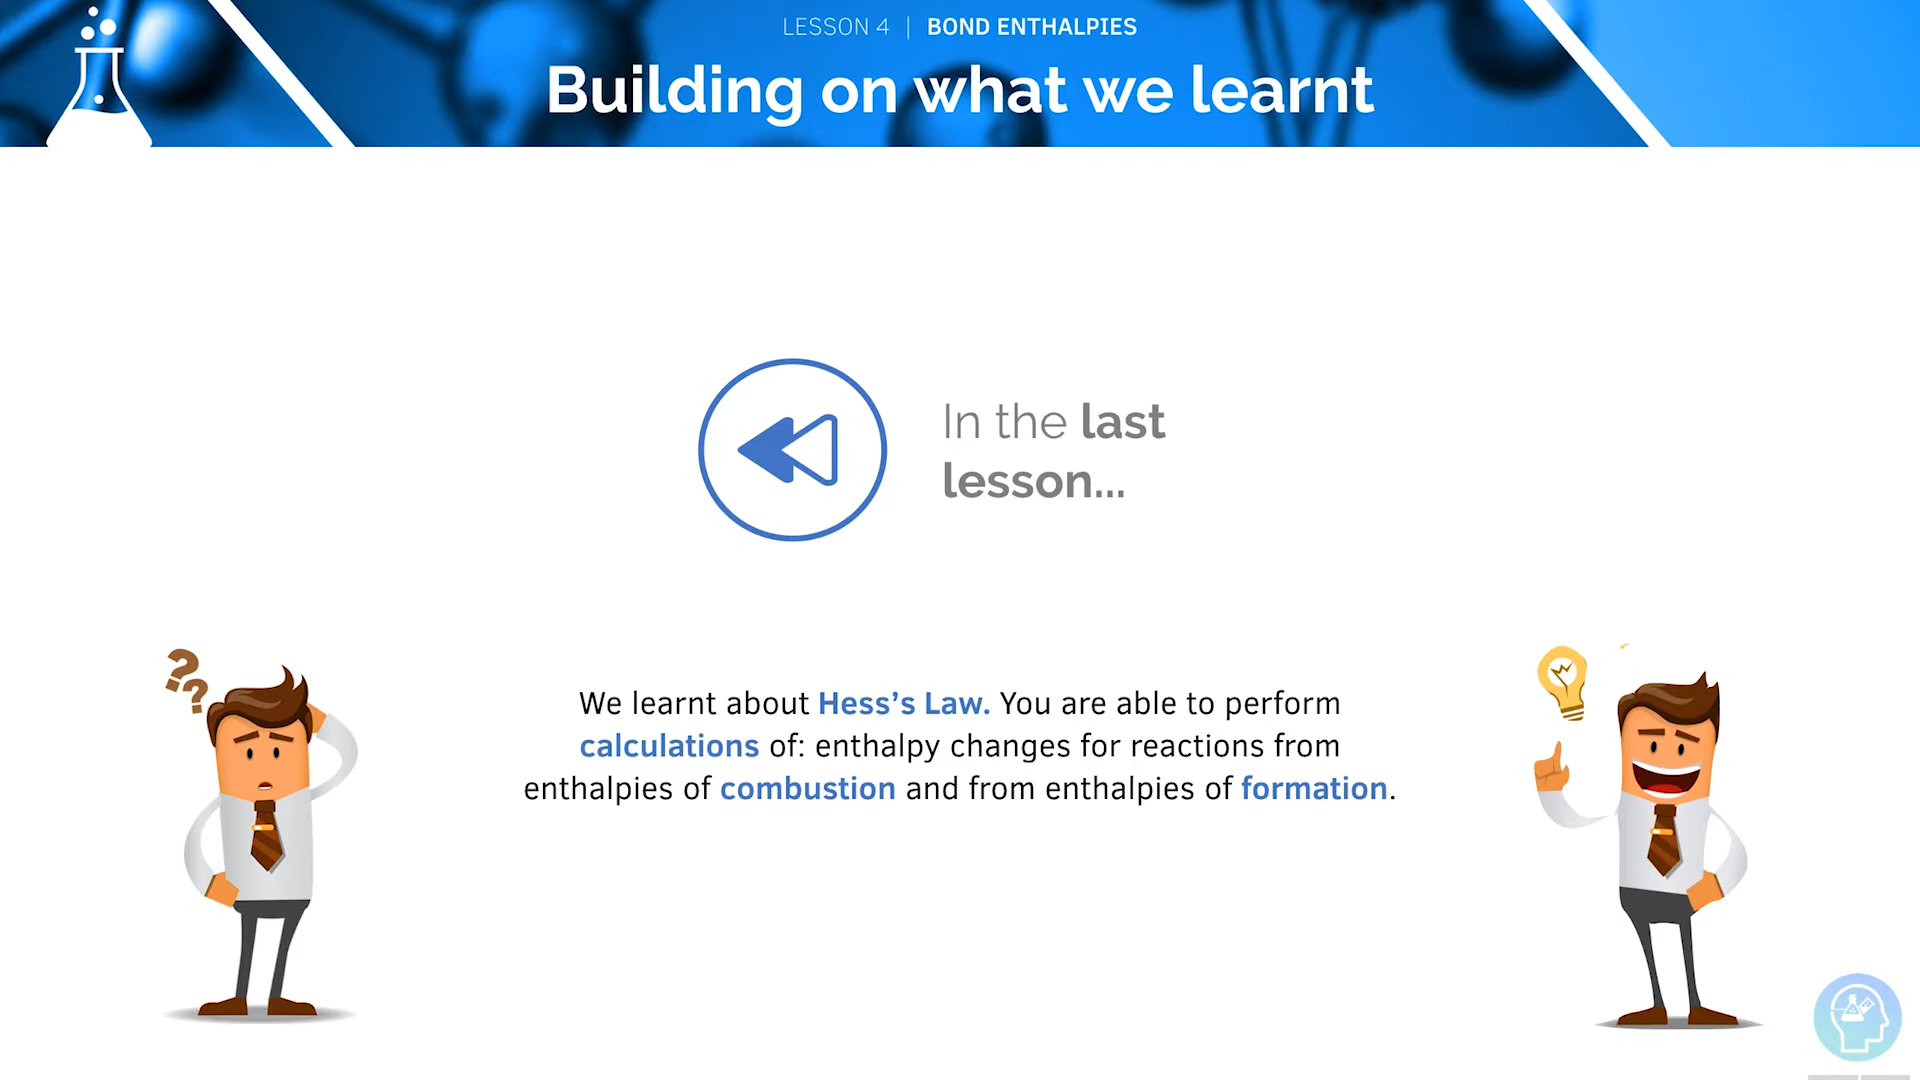 LESSON 4 | BOND ENTHALPIES
Building on what we learnt
In the last
lesson...
??
We learnt about Hess’s Law. You are able to perform
calculations of: enthalpy changes for reactions from
enthalpies of combustion and from enthalpies of formation.